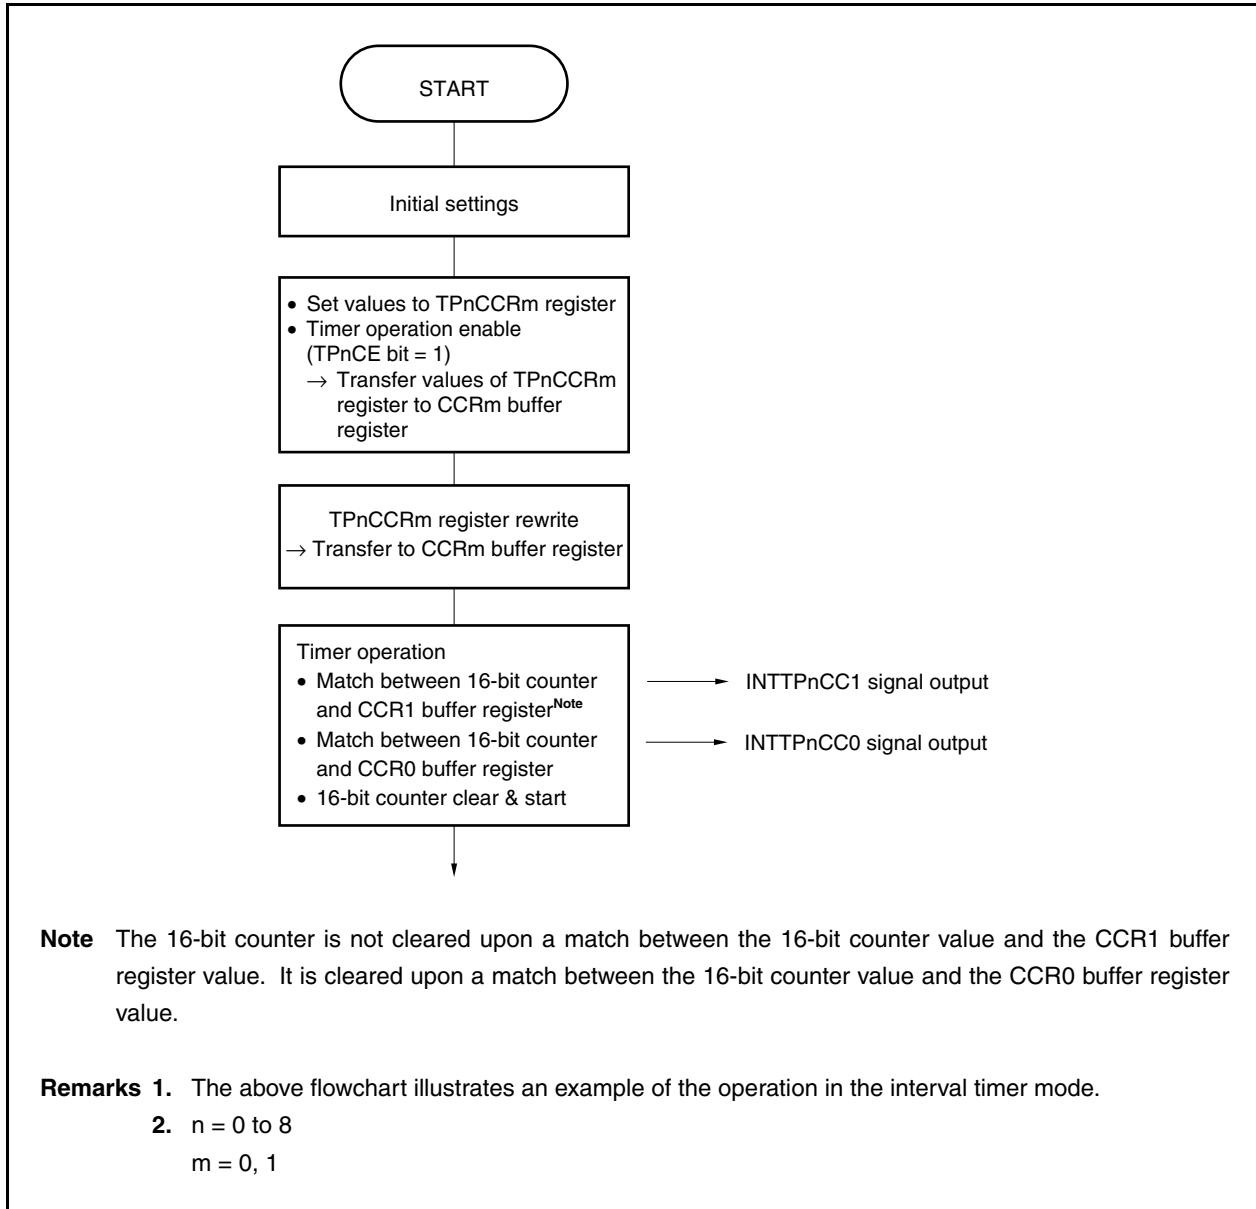 START
Initial settings
• Set values to TPnCCRm register
• Timer operation enable
(TPnCE bit = 1)
→ Transfer values of TPnCCRm
register to CCRm buffer
register
TPnCCRm register rewrite
→ Transfer to CCRm buffer register
Timer operation
• Match between 16-bit counter
and CCR1 buffer registerNote
• Match between 16-bit counter
and CCR0 buffer register
• 16-bit counter clear & start
INTTPnCC1 signal output
INTTPnCC0 signal output
Note The 16-bit counter is not cleared upon a match between the 16-bit counter value and the CCR1 buffer
register value. It is cleared upon a match between the 16-bit counter value and the CCR0 buffer register
value.
Remarks 1. The above flowchart illustrates an example of the operation in the interval timer mode.
2. n = 0 to 8
m = 0, 1